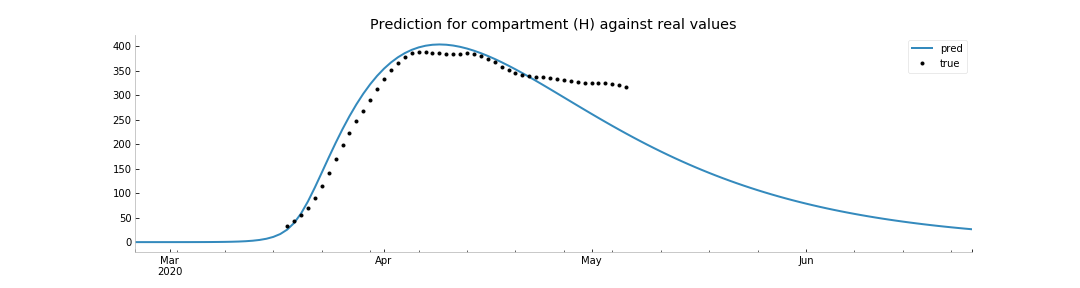 Prediction for compartment (H) against real values
400
350
300
250
200
150
100
50
0
pred
true
Mar
2020
Apr
May
Jun